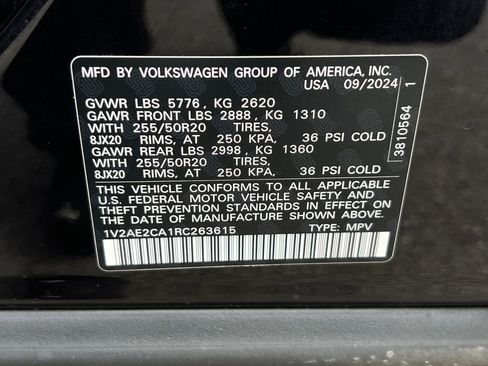 MFD BY VOLKSWAGEN GROUP OF AMERICA, INC.
USA 09/2024
GVWR LBS 5776, KG 2620
GAWR FRONT LBS 2888, KG 1310
WITH 255/50R20 TIRES,
8JX20 RIMS, AT 250 KPA, 36 PSI COLD
GAWR REAR LBS 2998, KG 1360
WITH 255/50R20 TIRES,
8JX20 RIMS, AT 250 KPA, 36 PSI COLD
THIS VEHICLE CONFORMS TO ALL APPLICABLE
U.S. FEDERAL MOTOR VEHICLE SAFETY AND
THEFT PREVENTION STANDARDS IN EFFECT ON
THE DATE OF MANUFACTURE SHOWN ABOVE.
1V2AE2CA1RC263615 TYPE: MPV
3810564 1